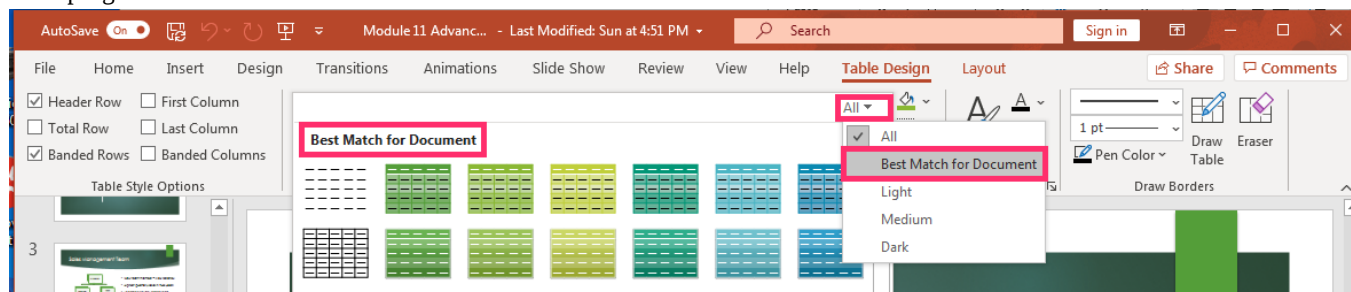 AutoSave On Module 11 Advanc... - Last Modified: Sun at 4:51 PM Search Sign in
File Home Insert Design Transitions Animations Slide Show Review View Help Table Design Layout Share Comments
Header Row First Column
Total Row Last Column
Banded Rows Banded Columns
Table Style Options
All
Best Match for Document
All
Best Match for Document
Light
Medium
Dark
1 pt
Pen Color
Draw Table
Eraser
Draw Borders
3
Sales Management Team